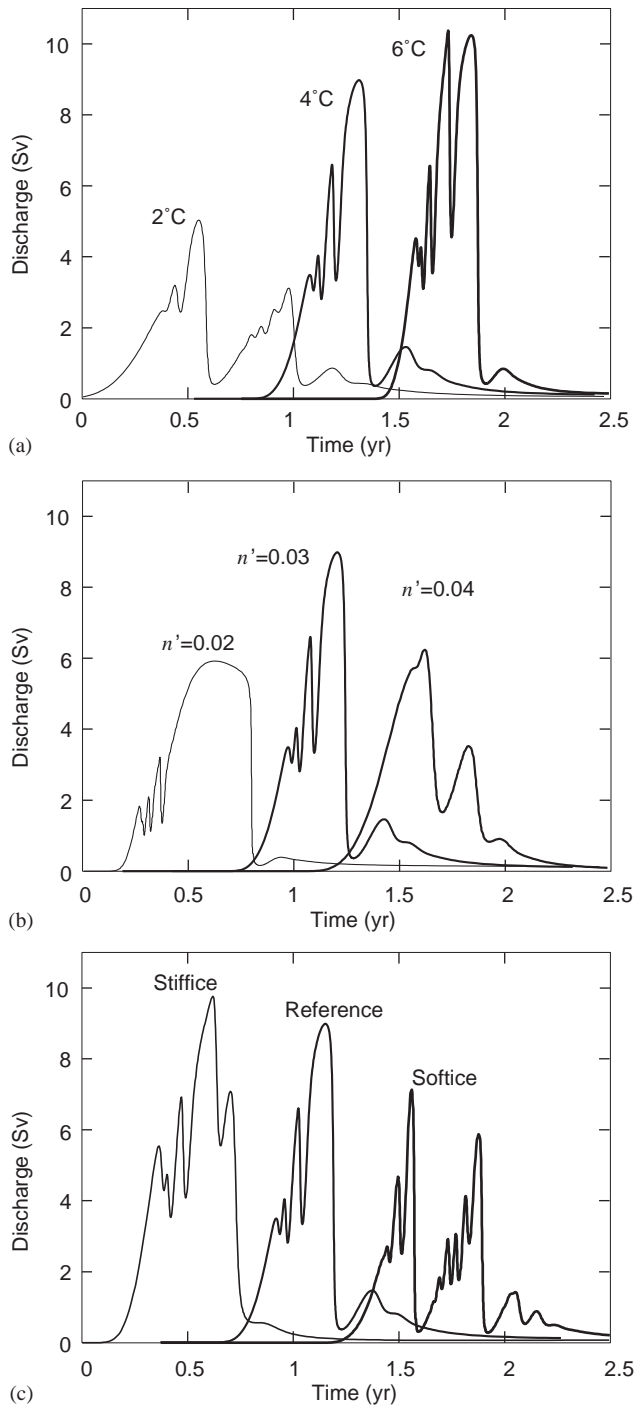 10
8
6
4
2
0
Discharge (Sv)
2˚C
4˚C
6˚C
0
0.5
1
1.5
2
2.5
Time (yr)
(a)
10
8
6
4
2
0
Discharge (Sv)
n'=0.02
n'=0.03
n'=0.04
0
0.5
1
1.5
2
2.5
Time (yr)
(b)
10
8
6
4
2
0
Discharge (Sv)
Stiffice
Reference
Softice
0
0.5
1
1.5
2
2.5
Time (yr)
(c)